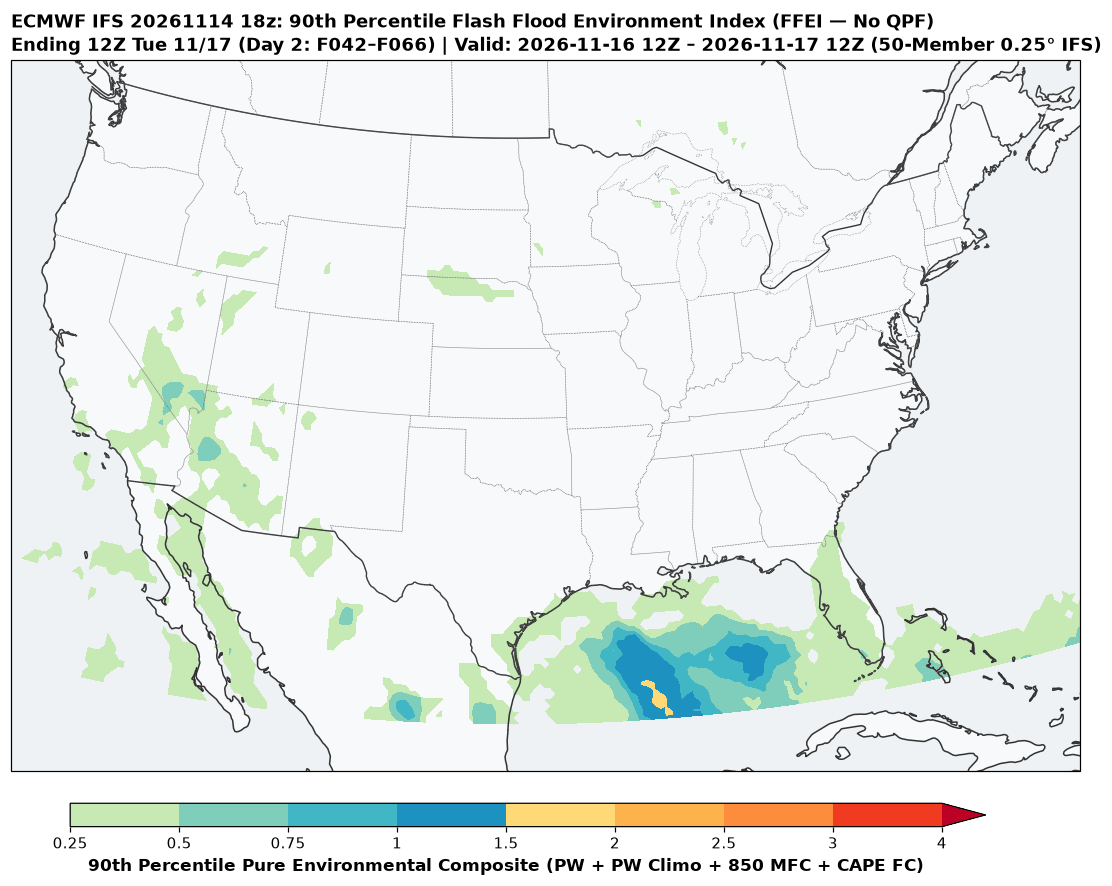 ECMWF IFS 20261114 18z: 90th Percentile Flash Flood Environment Index (FFEI — No QPF)
Ending 12Z Tue 11/17 (Day 2: F042–F066) | Valid: 2026-11-16 12Z – 2026-11-17 12Z (50-Member 0.25° IFS)
0.25 0.5 0.75 1 1.5 2 2.5 3 4
90th Percentile Pure Environmental Composite (PW + PW Climo + 850 MFC + CAPE FC)